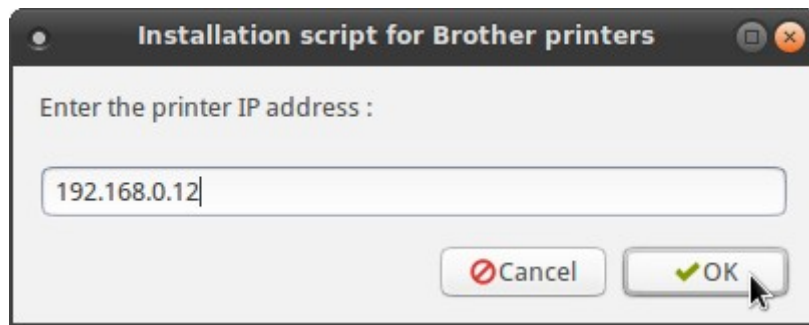 Installation script for Brother printers
Enter the printer IP address :
192.168.0.12
Cancel
OK